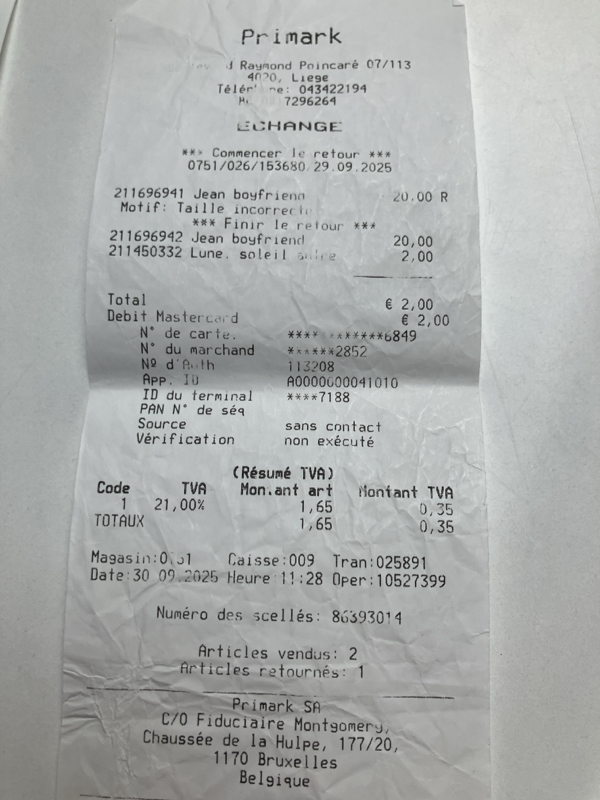 Primark
d Raymond Poincaré 07/113
4020, Liege
043422194
7296264
ECHANGE
*** Commencer le retour ***
0751/026/153680 29.09.2025
211696941 Jean boyfriend 20.00 R
Motif: Taille incorrecte
*** Finir le retour ***
211696942 Jean boyfriend 20,00
211450332 Lune. soleil 2,00
Total € 2,00
Debit Mastercard € 2,00
N° de carte. ************6849
N° du marchand ******2852
Nº d'Auth 113208
App. ID A0000000041010
ID du terminal ****7188
PAN N° de séq
Source sans contact
Vérification non exécuté
(Résumé TVA)
Code TVA Montant art Montant TVA
1 21,00% 1,65 0,35
TOTAUX 1,65 0,35
Magasin: Caisse:009 Tran:025891
Date:30 09.2025 Heure 11:28 Oper:10527399
Numéro des scellés: 86393014
Articles vendus: 2
Articles retournés: 1
Primark SA
C/O Fiduciaire Montgomery,
Chaussée de la Hulpe, 177/20,
1170 Bruxelles
Belgique